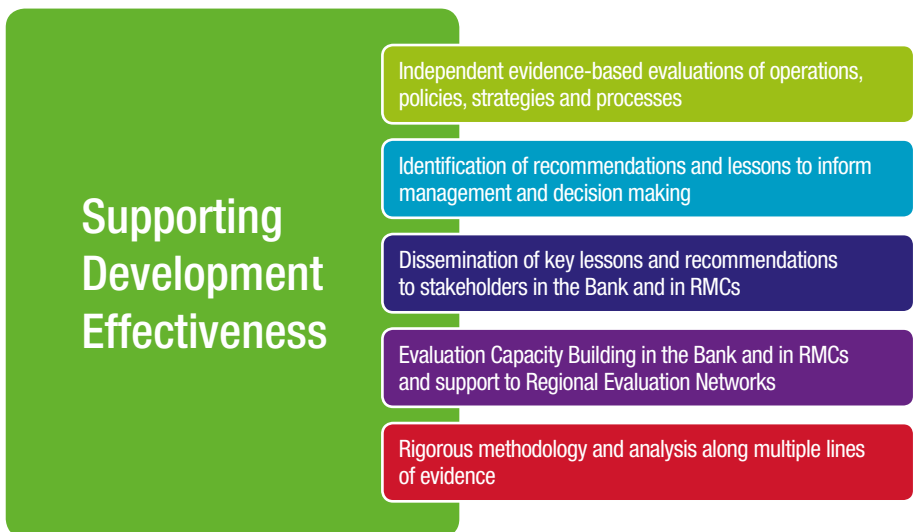 Supporting
Development
Effectiveness
Independent evidence-based evaluations of operations,
policies, strategies and processes
Identification of recommendations and lessons to inform
management and decision making
Dissemination of key lessons and recommendations
to stakeholders in the Bank and in RMCs
Evaluation Capacity Building in the Bank and in RMCs
and support to Regional Evaluation Networks
Rigorous methodology and analysis along multiple lines
of evidence